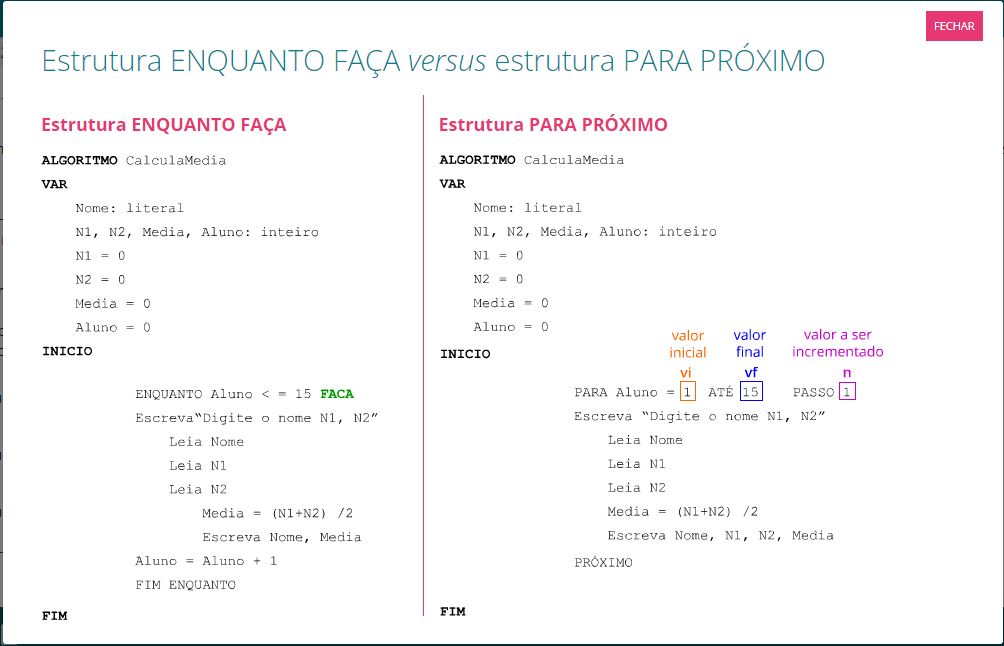 FECHAR
Estrutura ENQUANTO FAÇA versus estrutura PARA PRÓXIMO
Estrutura ENQUANTO FAÇA
ALGORITMO CalculaMedia
VAR
Nome: literal
N1, N2, Media, Aluno: inteiro
N1 = 0
N2 = 0
Media = 0
Aluno = 0
INICIO
ENQUANTO Aluno < = 15 FACA
Escreva“Digite o nome N1, N2”
Leia Nome
Leia N1
Leia N2
Media = (N1+N2) /2
Escreva Nome, Media
Aluno = Aluno + 1
FIM ENQUANTO
FIM
Estrutura PARA PRÓXIMO
ALGORITMO CalculaMedia
VAR
Nome: literal
N1, N2, Media, Aluno: inteiro
N1 = 0
N2 = 0
Media = 0
Aluno = 0
INICIO
valor inicial
vi
valor final
vf
valor a ser incrementado
n
PARA Aluno = 1 ATÉ 15 PASSO 1
Escreva “Digite o nome N1, N2”
Leia Nome
Leia N1
Leia N2
Media = (N1+N2) /2
Escreva Nome, N1, N2, Media
PRÓXIMO
FIM